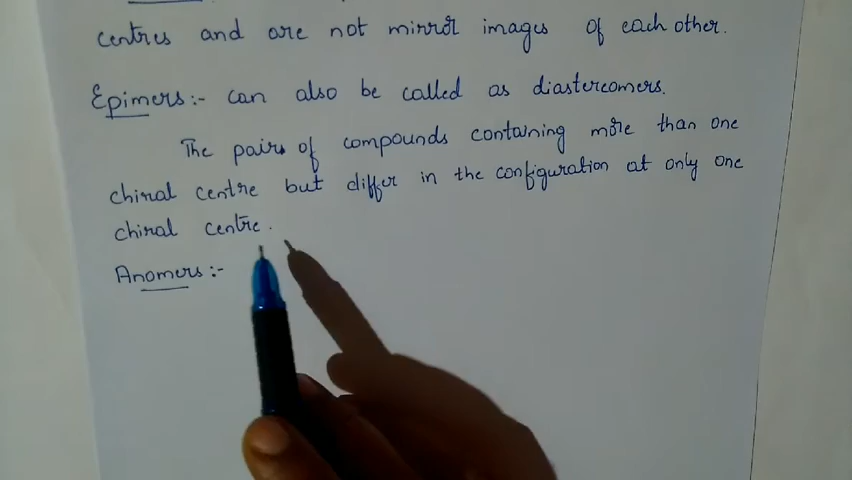 centres and are not mirror images of each other.
Epimers:- can also be called as diastereomers.
The pairs of compounds containing more than one
chiral centre but differ in the configuration at only one
chiral centre.
Anomers:-